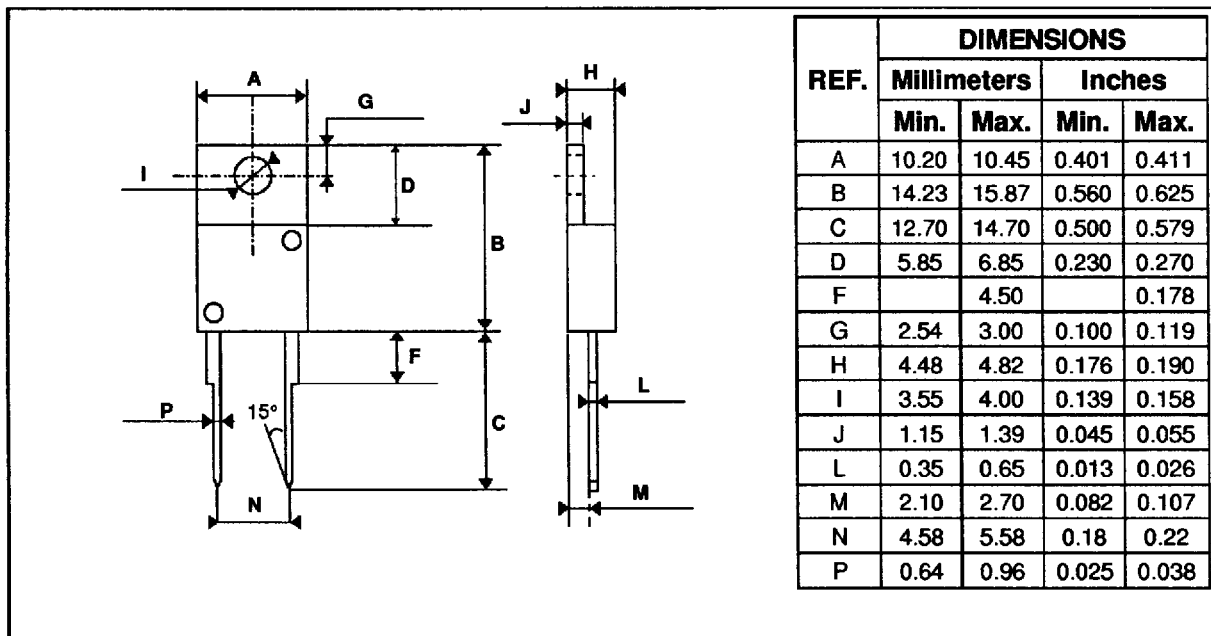 A
G
H
J
I
D
B
F
L
P
15°
C
M
N
DIMENSIONS
REF. Millimeters Inches
Min. Max. Min. Max.
A 10.20 10.45 0.401 0.411
B 14.23 15.87 0.560 0.625
C 12.70 14.70 0.500 0.579
D 5.85 6.85 0.230 0.270
F 4.50 0.178
G 2.54 3.00 0.100 0.119
H 4.48 4.82 0.176 0.190
I 3.55 4.00 0.139 0.158
J 1.15 1.39 0.045 0.055
L 0.35 0.65 0.013 0.026
M 2.10 2.70 0.082 0.107
N 4.58 5.58 0.18 0.22
P 0.64 0.96 0.025 0.038